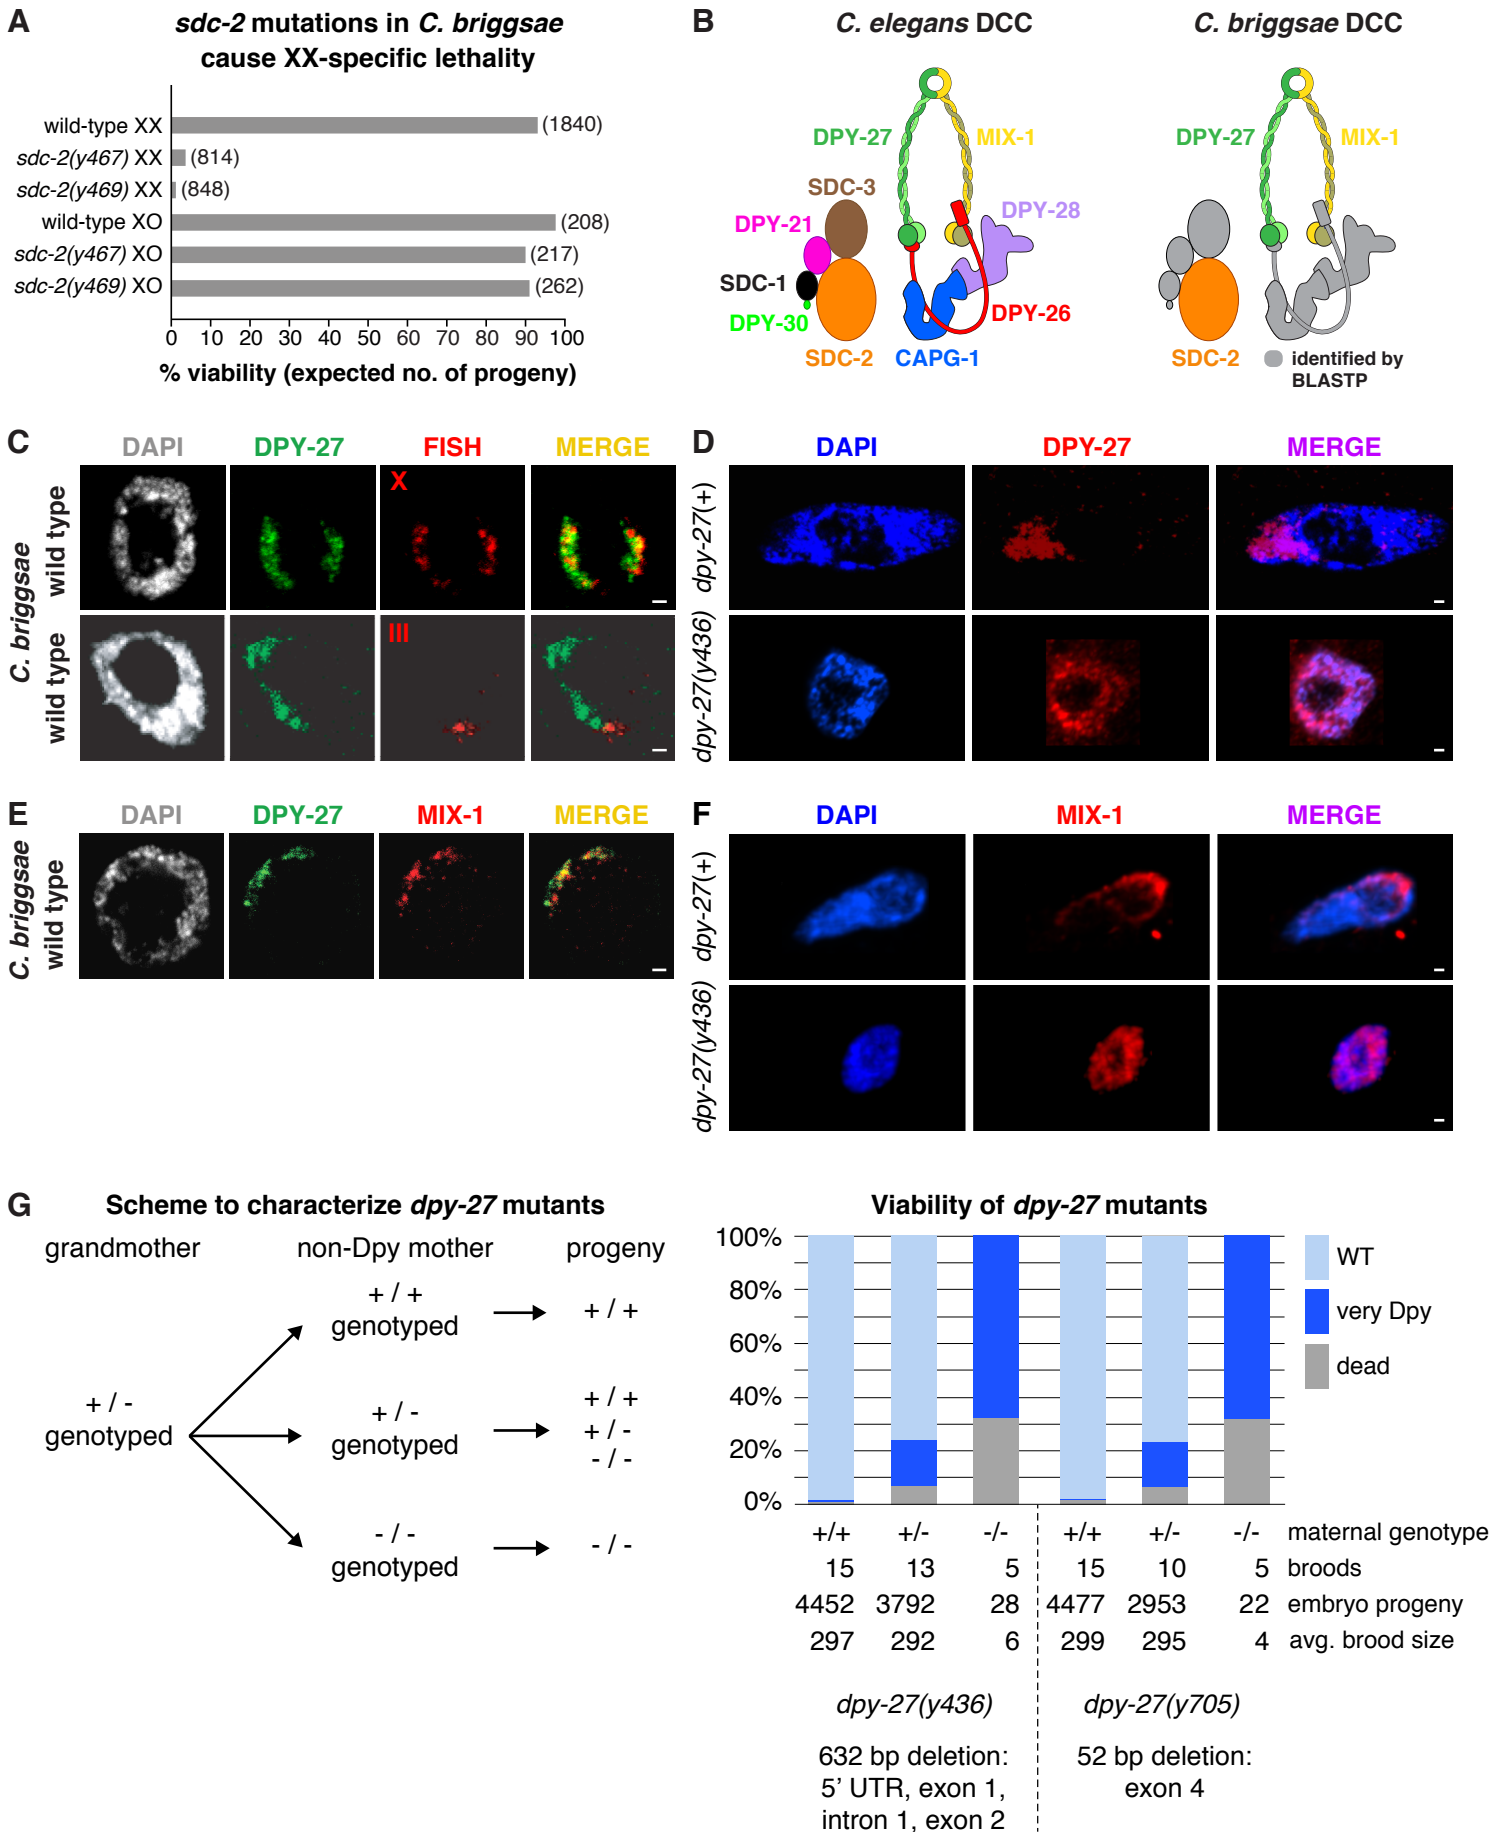 A
sdc-2 mutations in C. briggsae
cause XX-specific lethality
wild-type XX
(1840)
sdc-2(y467) XX
(814)
sdc-2(y469) XX
(848)
wild-type XO
(208)
sdc-2(y467) XO
(217)
sdc-2(y469) XO
(262)
0 10 20 30 40 50 60 70 80 90 100
% viability (expected no. of progeny)
B
C. elegans DCC
C. briggsae DCC
DPY-27
MIX-1
SDC-3
DPY-21
DPY-28
SDC-1
DPY-30
DPY-26
SDC-2
CAPG-1
DPY-27
MIX-1
SDC-2
identified by
BLASTP
C
DAPI
DPY-27
FISH
MERGE
C. briggsae
wild type
X
wild type
III
D
DAPI
DPY-27
MERGE
dpy-27(+)
dpy-27(y436)
E
DAPI
DPY-27
MIX-1
MERGE
C. briggsae
wild type
F
DAPI
MIX-1
MERGE
dpy-27(+)
dpy-27(y436)
G
Scheme to characterize dpy-27 mutants
grandmother
non-Dpy mother
progeny
+ / +
genotyped
+ / +
+ / -
genotyped
+ / -
genotyped
+ / +
+ / -
- / -
- / -
genotyped
- / -
Viability of dpy-27 mutants
100%
80%
60%
40%
20%
0%
WT
very Dpy
dead
+/+ +/- -/- +/+ +/- -/- maternal genotype
15 13 5 15 10 5 broods
4452 3792 28 4477 2953 22 embryo progeny
297 292 6 299 295 4 avg. brood size
dpy-27(y436)
dpy-27(y705)
632 bp deletion:
5’ UTR, exon 1,
intron 1, exon 2
52 bp deletion:
exon 4